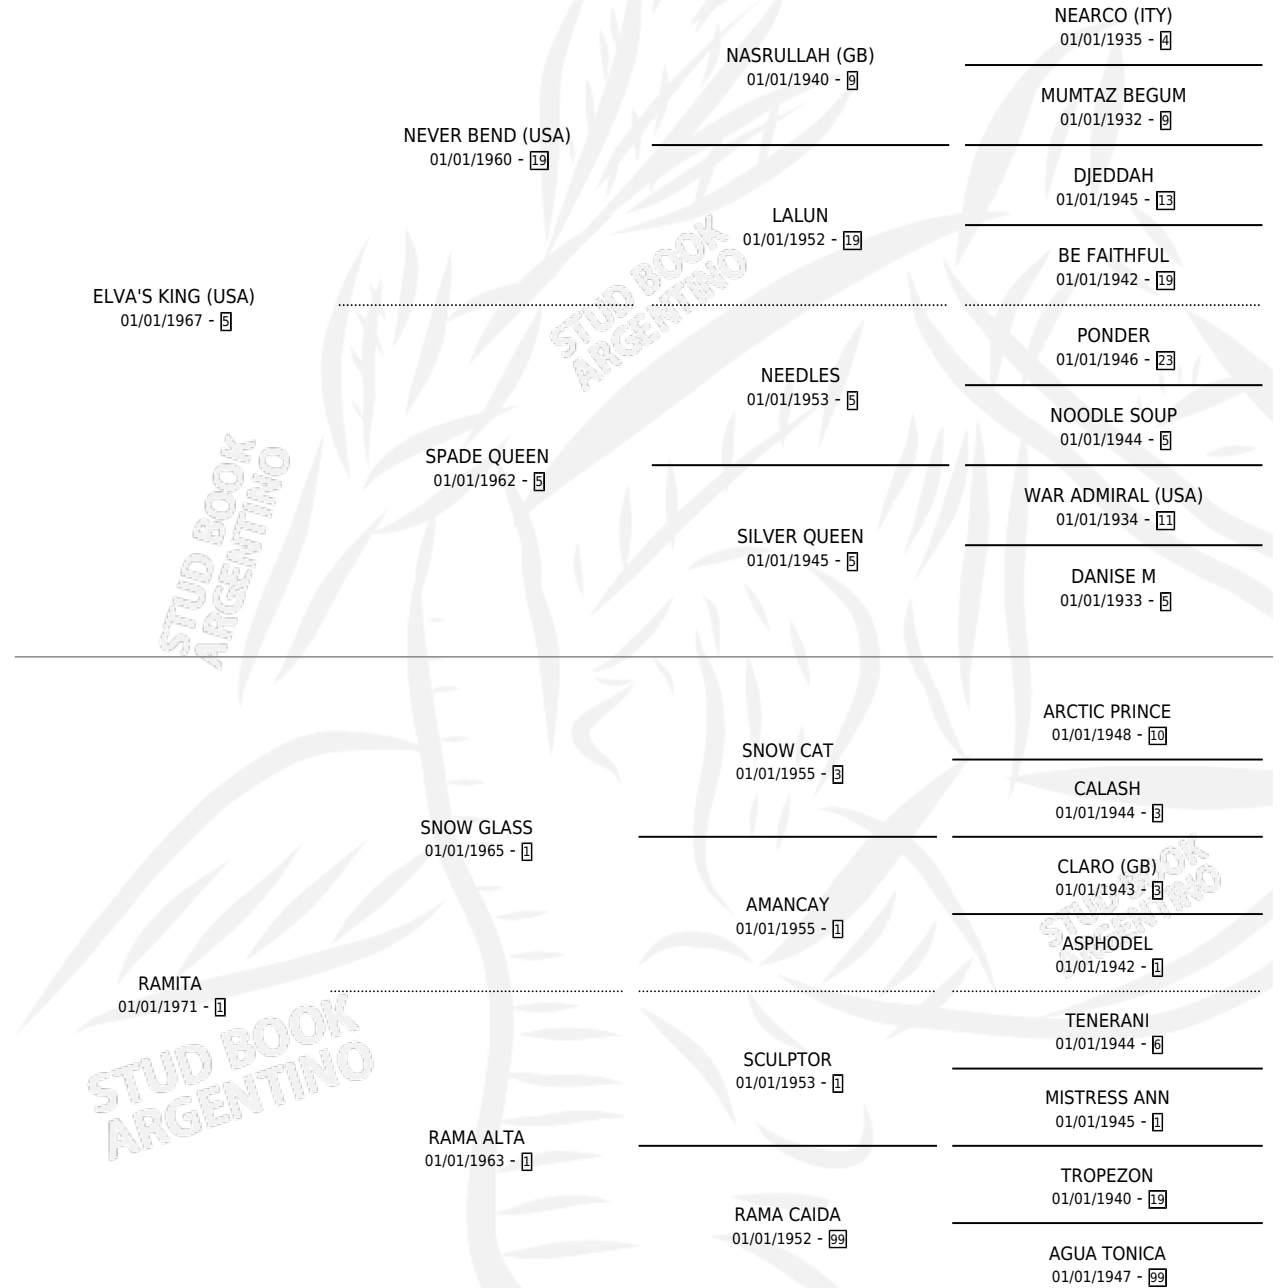 NEARCO (ITY)
01/01/1935 - 4
NASRULLAH (GB)
01/01/1940 - 9
MUMTAZ BEGUM
01/01/1932 - 9
NEVER BEND (USA)
01/01/1960 - 19
DJEDDAH
01/01/1945 - 13
LALUN
01/01/1952 - 19
BE FAITHFUL
01/01/1942 - 19
ELVA'S KING (USA)
01/01/1967 - 5
PONDER
01/01/1946 - 23
NEEDLES
01/01/1953 - 5
NOODLE SOUP
01/01/1944 - 5
SPADE QUEEN
01/01/1962 - 5
WAR ADMIRAL (USA)
01/01/1934 - 11
SILVER QUEEN
01/01/1945 - 5
DANISE M
01/01/1933 - 5
STUD BOOK
ARGENTINO
STUD BOOK
ARGENTINO
ARCTIC PRINCE
01/01/1948 - 10
SNOW CAT
01/01/1955 - 3
CALASH
01/01/1944 - 3
SNOW GLASS
01/01/1965 - 1
CLARO (GB)
01/01/1943 - 3
AMANCAY
01/01/1955 - 1
ASPHODEL
01/01/1942 - 1
RAMITA
01/01/1971 - 1
TENERANI
01/01/1944 - 6
SCULPTOR
01/01/1953 - 1
MISTRESS ANN
01/01/1945 - 1
RAMA ALTA
01/01/1963 - 1
TROPEZON
01/01/1940 - 19
RAMA CAIDA
01/01/1952 - 99
AGUA TONICA
01/01/1947 - 99
STUD BOOK
ARGENTINO
STUD BOOK
ARGENTINO